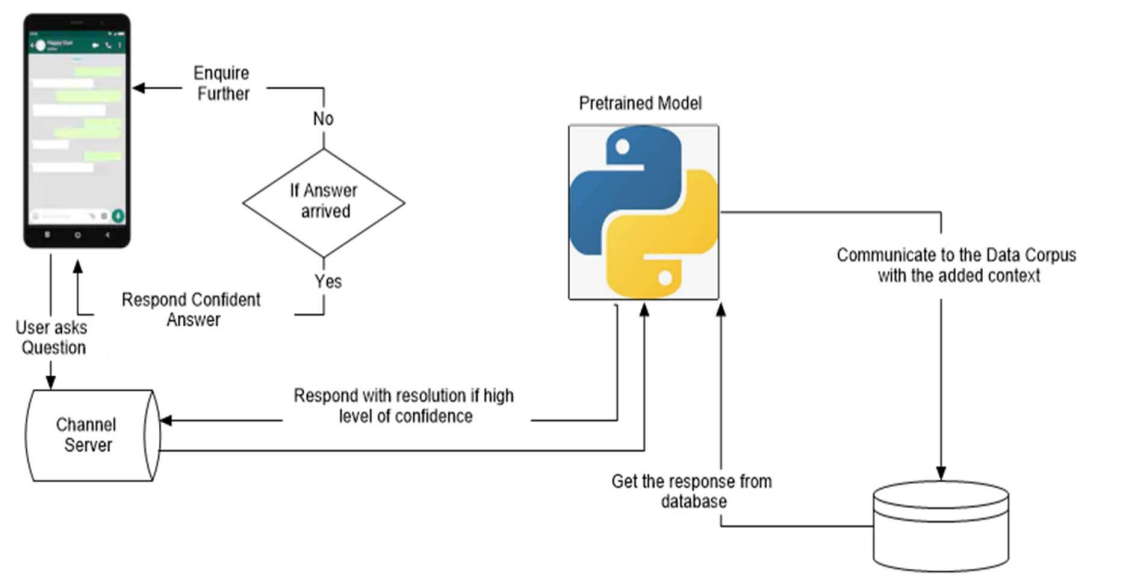 Enquire
Further
No
If Answer
arrived
Yes
Respond Confident
Answer
User asks
Question
Channel
Server
Respond with resolution if high
level of confidence
Pretrained Model
Communicate to the Data Corpus
with the added context
Get the response from
database